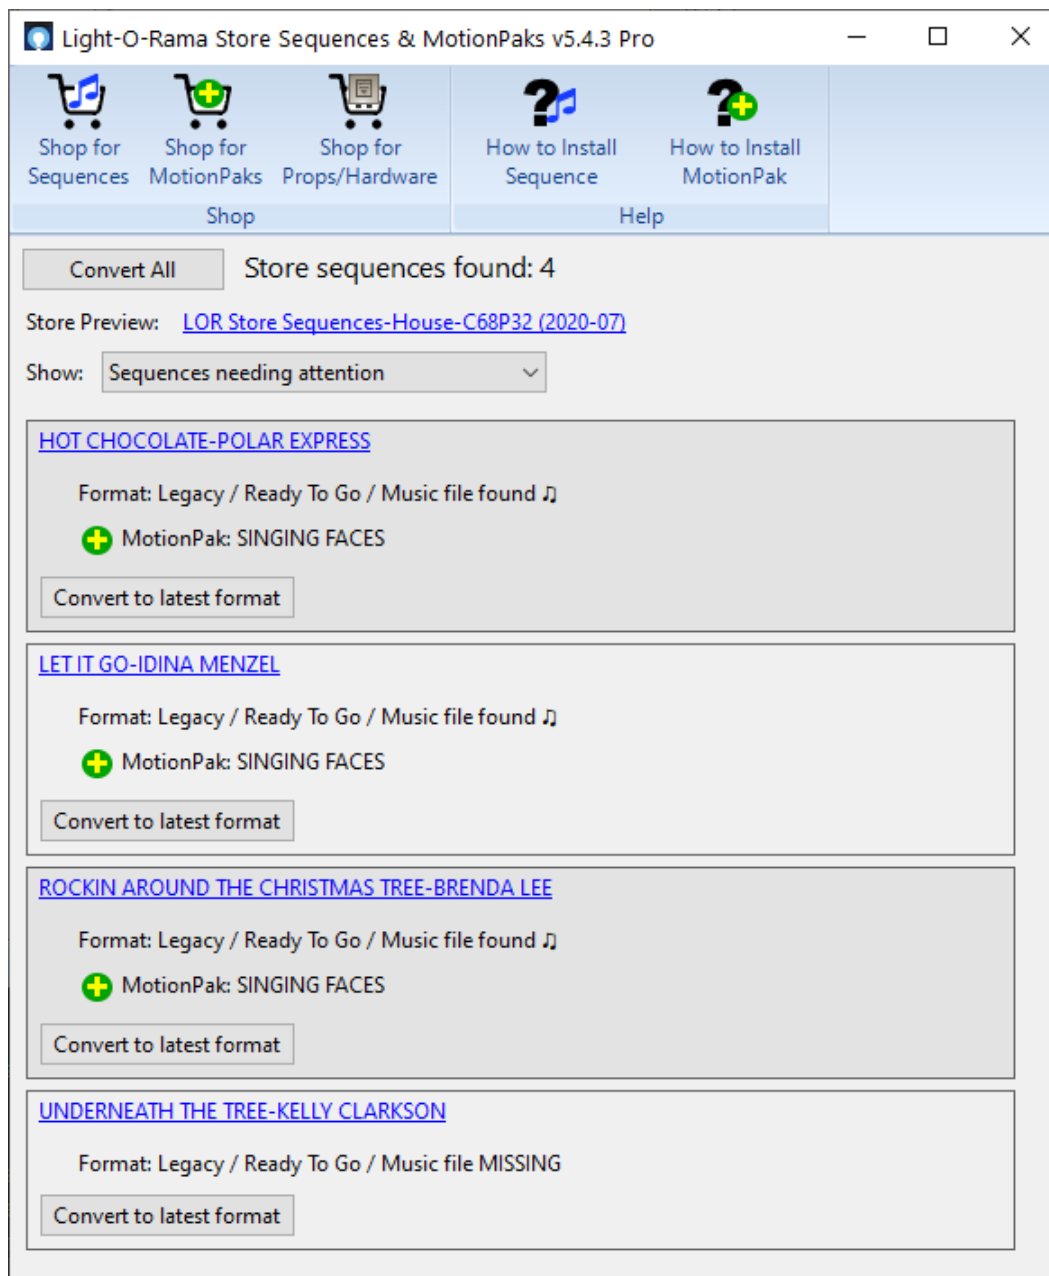 Light-O-Rama Store Sequences & MotionPaks v5.4.3 Pro
Shop for Sequences
Shop for MotionPaks
Shop for Props/Hardware
How to Install Sequence
How to Install MotionPak
Shop
Help
Convert All
Store sequences found: 4
Store Preview: LOR Store Sequences-House-C68P32 (2020-07)
Show: Sequences needing attention
HOT CHOCOLATE-POLAR EXPRESS
Format: Legacy / Ready To Go / Music file found ♫
MotionPak: SINGING FACES
Convert to latest format
LET IT GO-IDINA MENZEL
Format: Legacy / Ready To Go / Music file found ♫
MotionPak: SINGING FACES
Convert to latest format
ROCKIN AROUND THE CHRISTMAS TREE-BRENDA LEE
Format: Legacy / Ready To Go / Music file found ♫
MotionPak: SINGING FACES
Convert to latest format
UNDERNEATH THE TREE-KELLY CLARKSON
Format: Legacy / Ready To Go / Music file MISSING
Convert to latest format